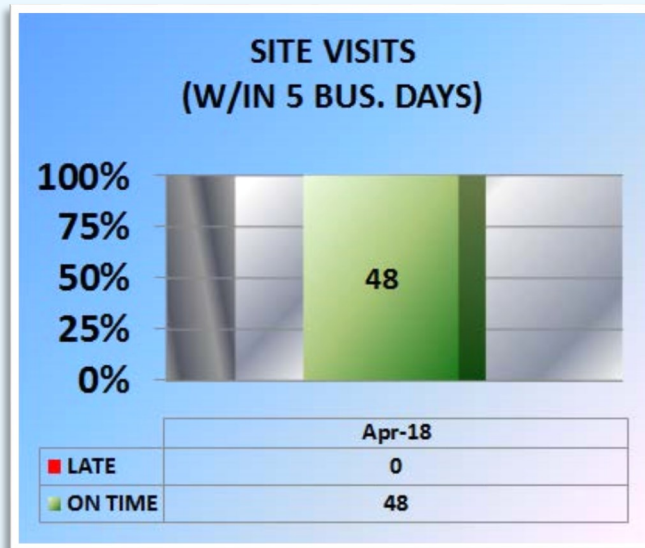 SITE VISITS
(W/IN 5 BUS. DAYS)
100%
75%
50%
25%
0%
48
Apr-18
LATE 0
ON TIME 48